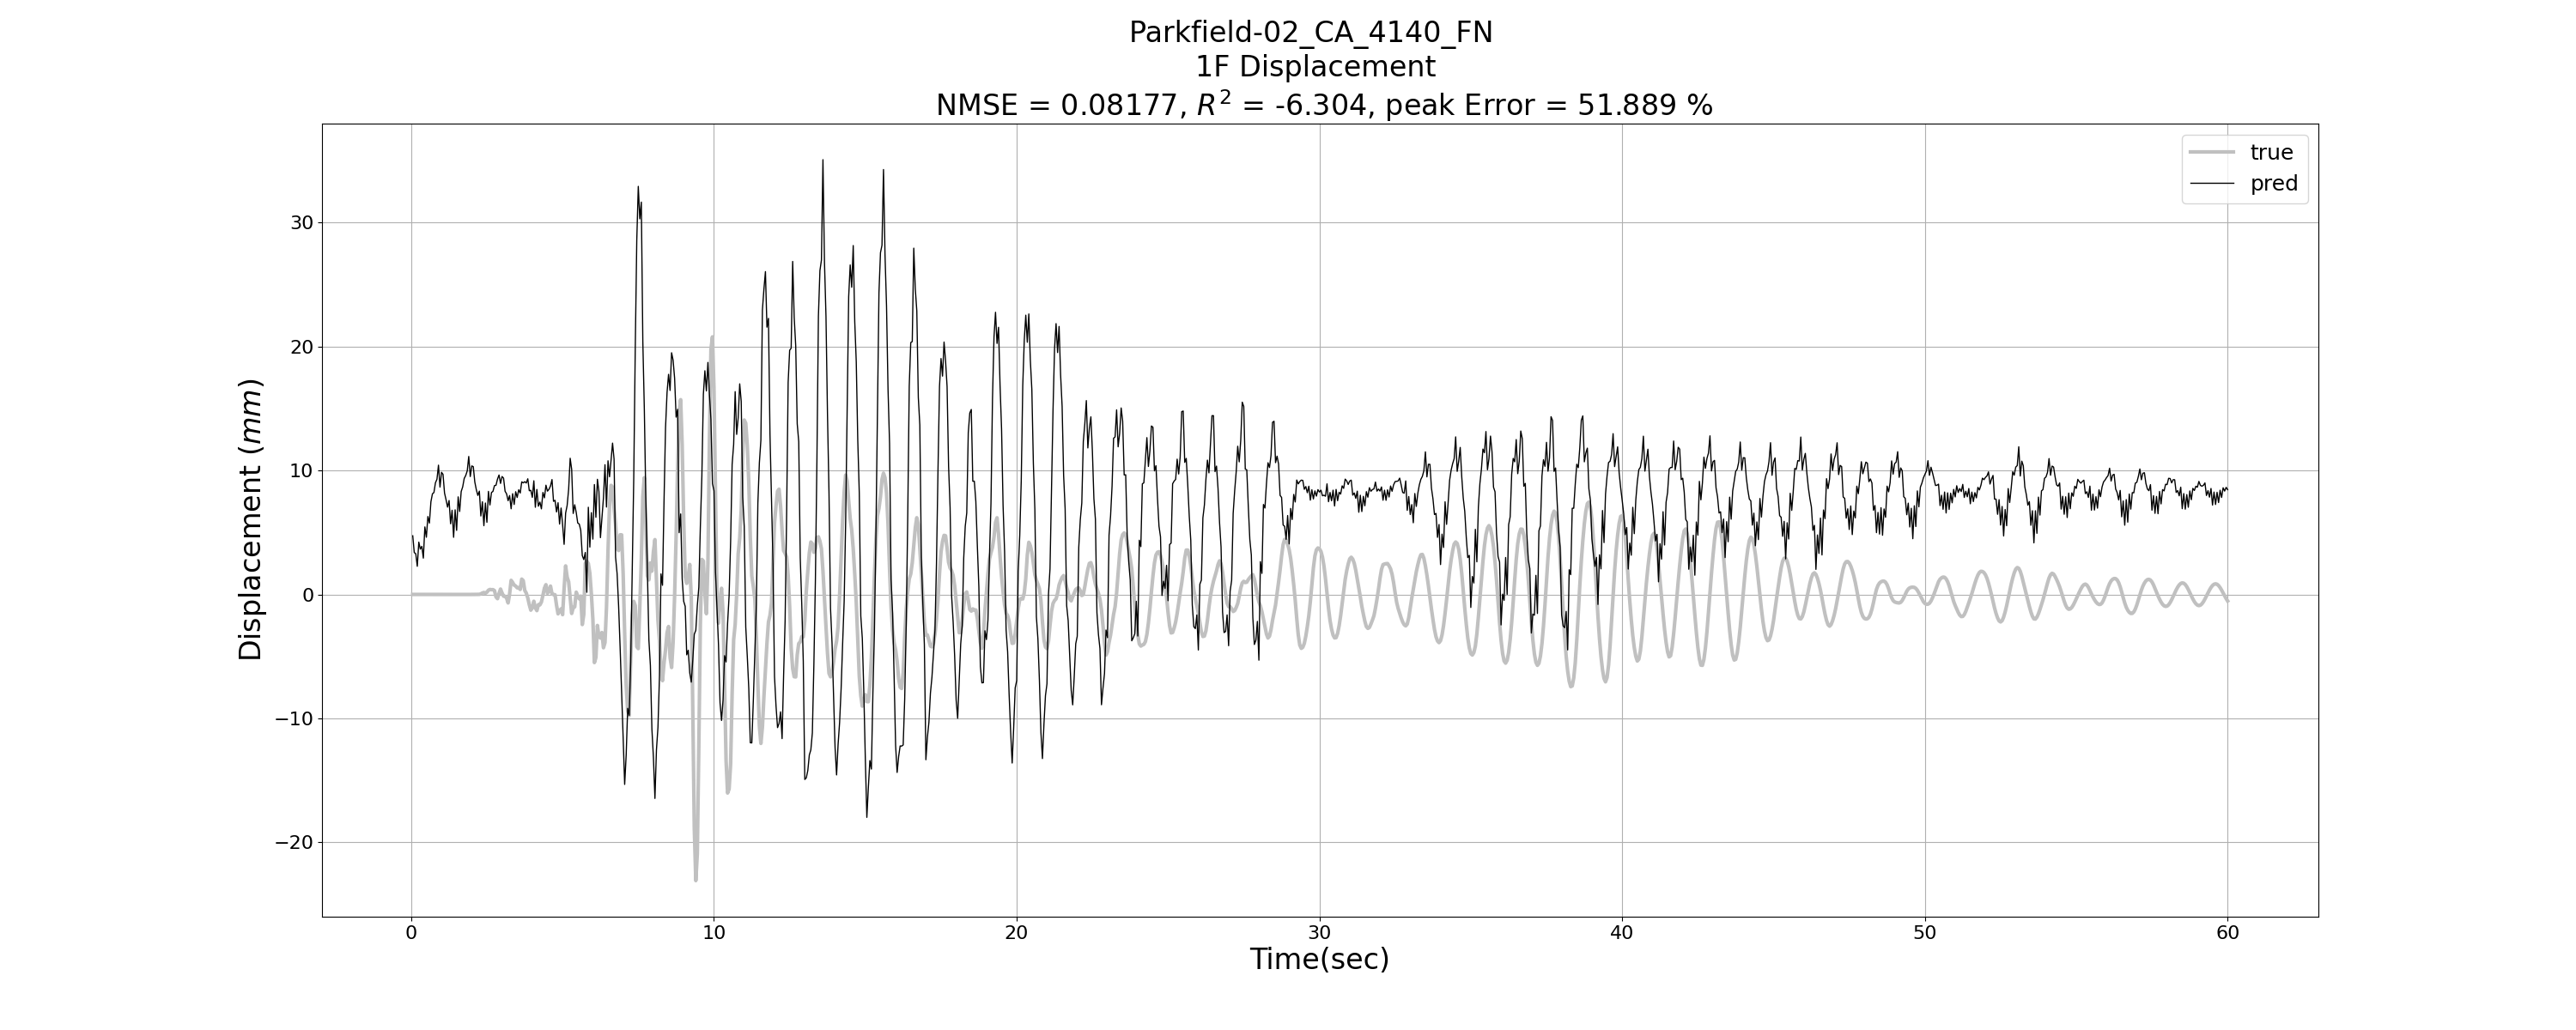 Parkfield-02_CA_4140_FN
1F Displacement
NMSE = 0.08177, R² = -6.304, peak Error = 51.889 %
true
pred
Displacement (mm)
30
20
10
0
−10
−20
0 10 20 30 40 50 60
Time(sec)